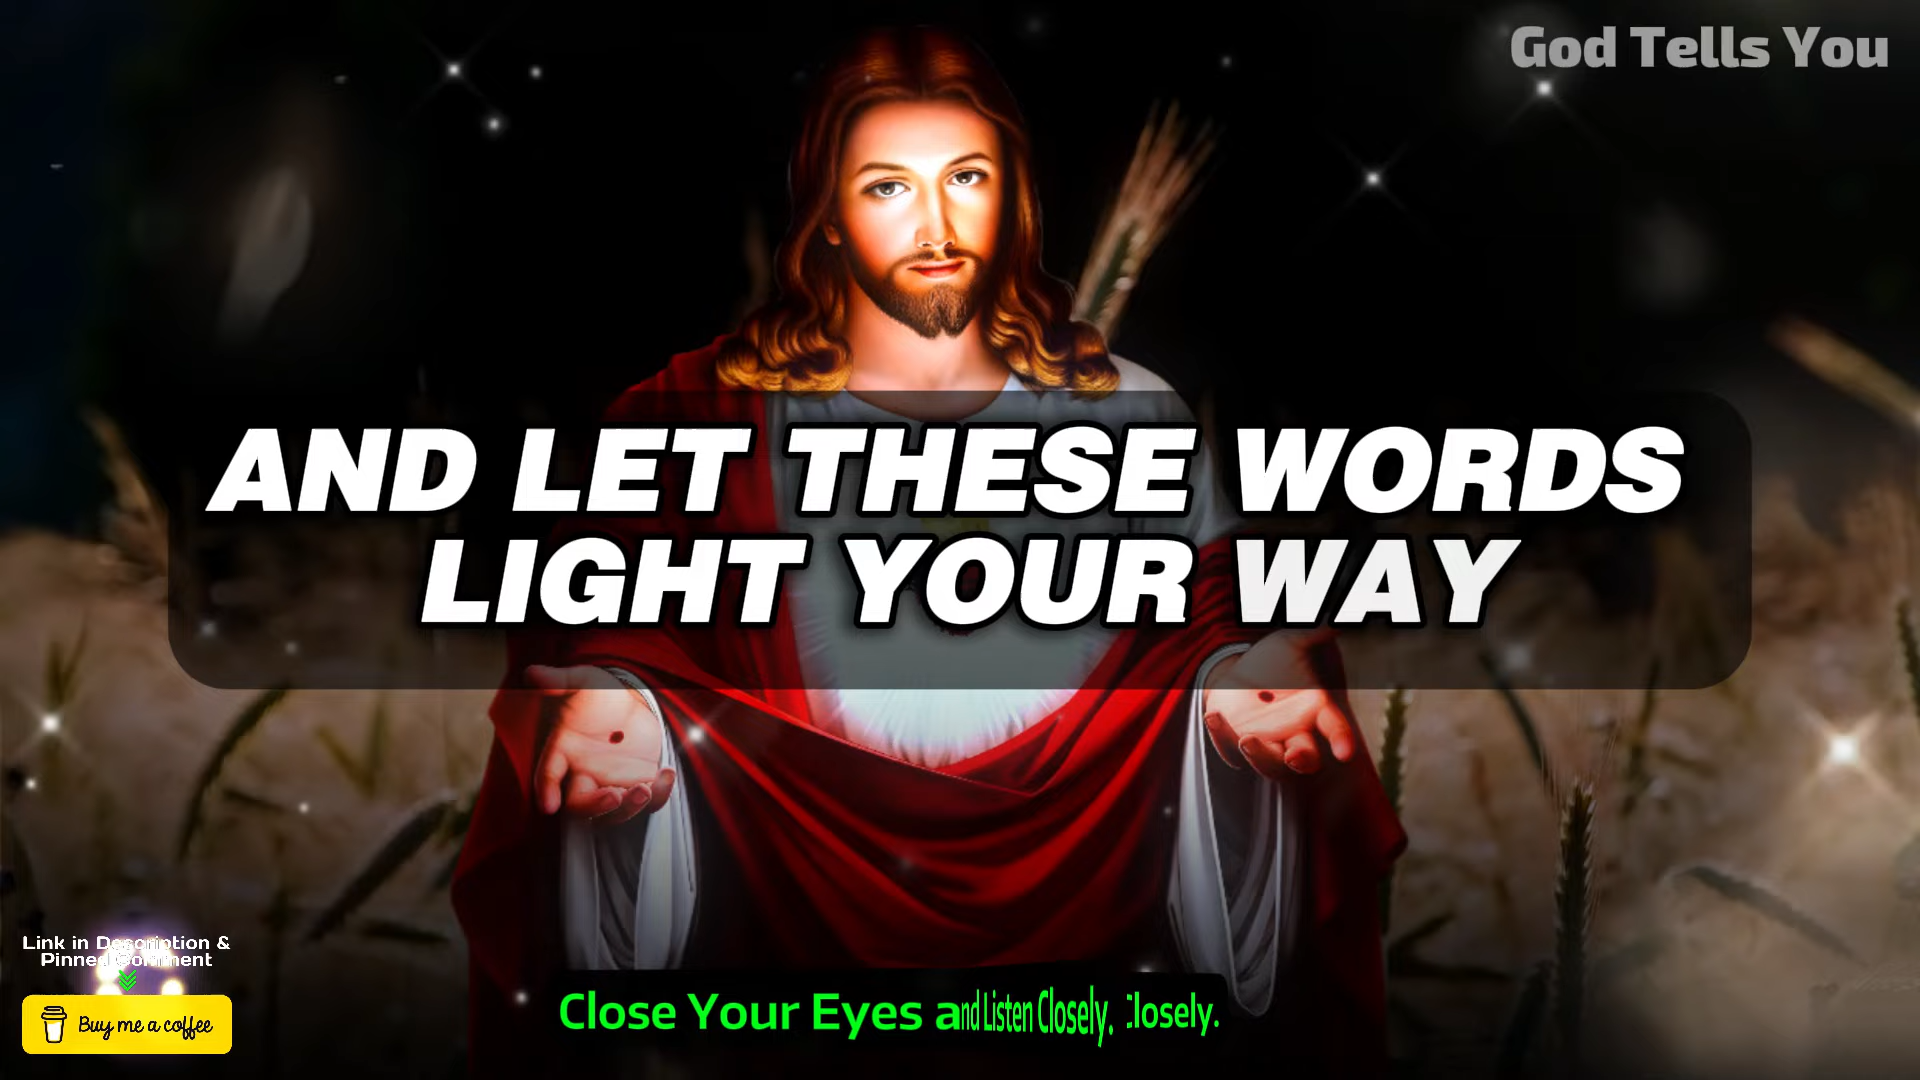 God Tells You
AND LET THESE WORDS
LIGHT YOUR WAY
Link in Description &
Pinned Comment
Buy me a coffee
Close Your Eyes and Listen Closely. Closely.